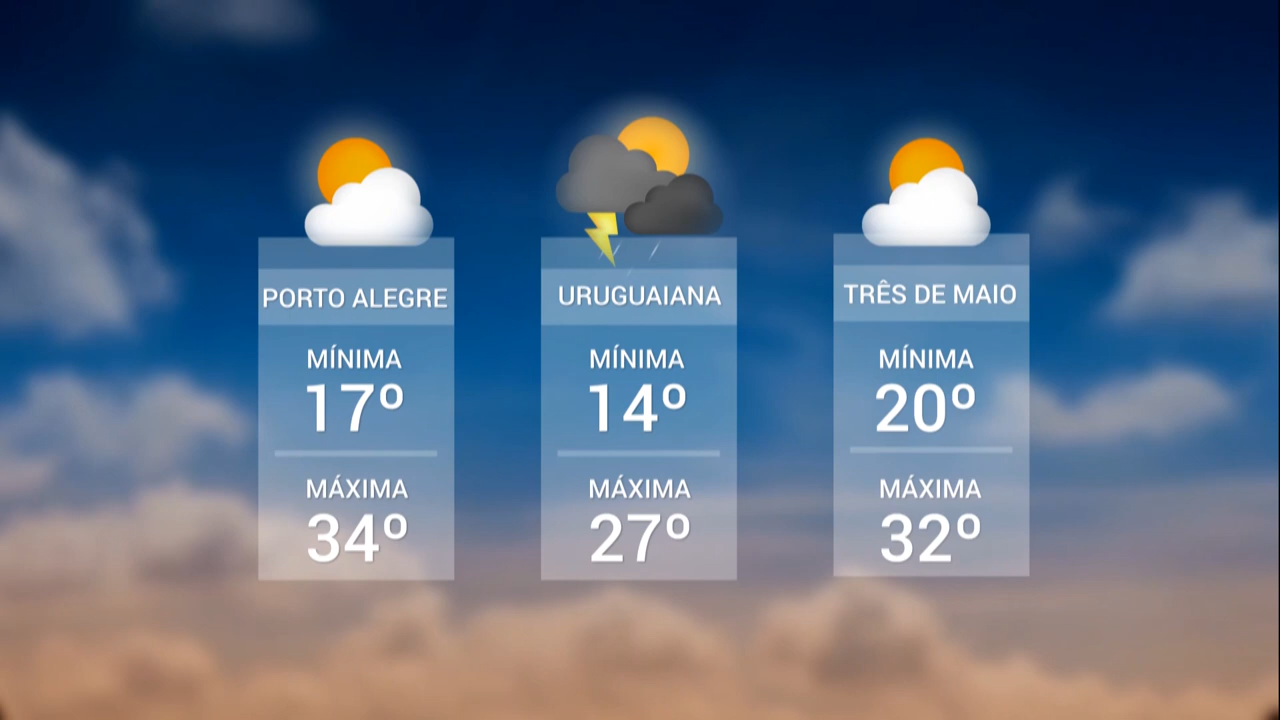 PORTO ALEGRE
MÍNIMA
17º
MÁXIMA
34º
URUGUAIANA
MÍNIMA
14º
MÁXIMA
27º
TRÊS DE MAIO
MÍNIMA
20º
MÁXIMA
32º